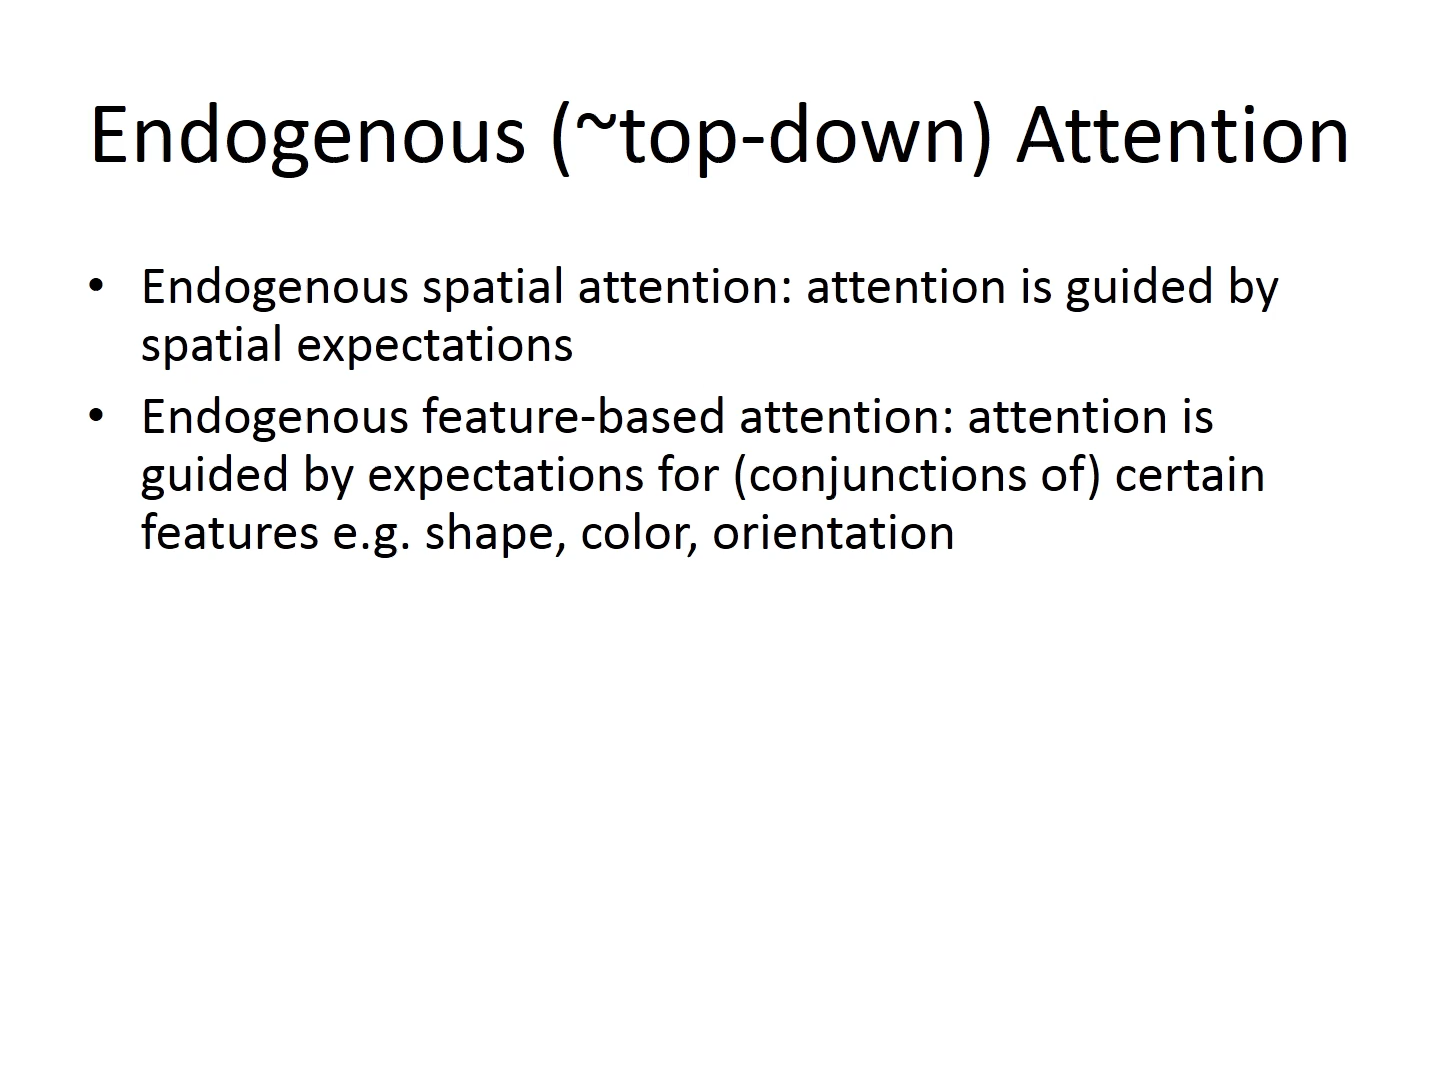 Endogenous (~top-down) Attention
• Endogenous spatial attention: attention is guided by
spatial expectations
• Endogenous feature-based attention: attention is
guided by expectations for (conjunctions of) certain
features e.g. shape, color, orientation